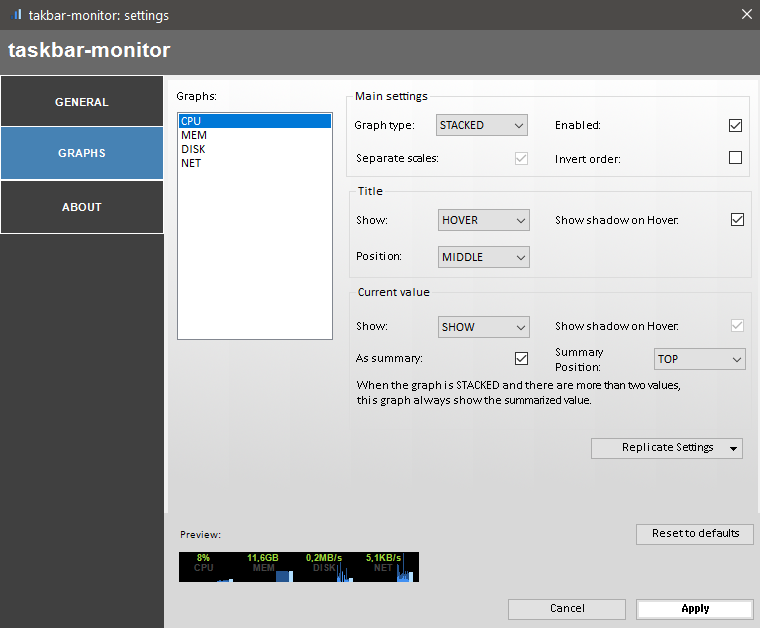 takbar-monitor: settings
taskbar-monitor
GENERAL
GRAPHS
ABOUT
Graphs:
CPU
MEM
DISK
NET
Main settings
Graph type: STACKED Enabled:
Separate scales: Invert order:
Title
Show: HOVER Show shadow on Hover:
Position: MIDDLE
Current value
Show: SHOW Show shadow on Hover:
As summary: Summary Position: TOP
When the graph is STACKED and there are more than two values,
this graph always show the summarized value.
Replicate Settings
Preview:
Reset to defaults
8% 11,6GB 0,2MB/s 5,1KB/s
CPU MEM DISK NET
Cancel Apply